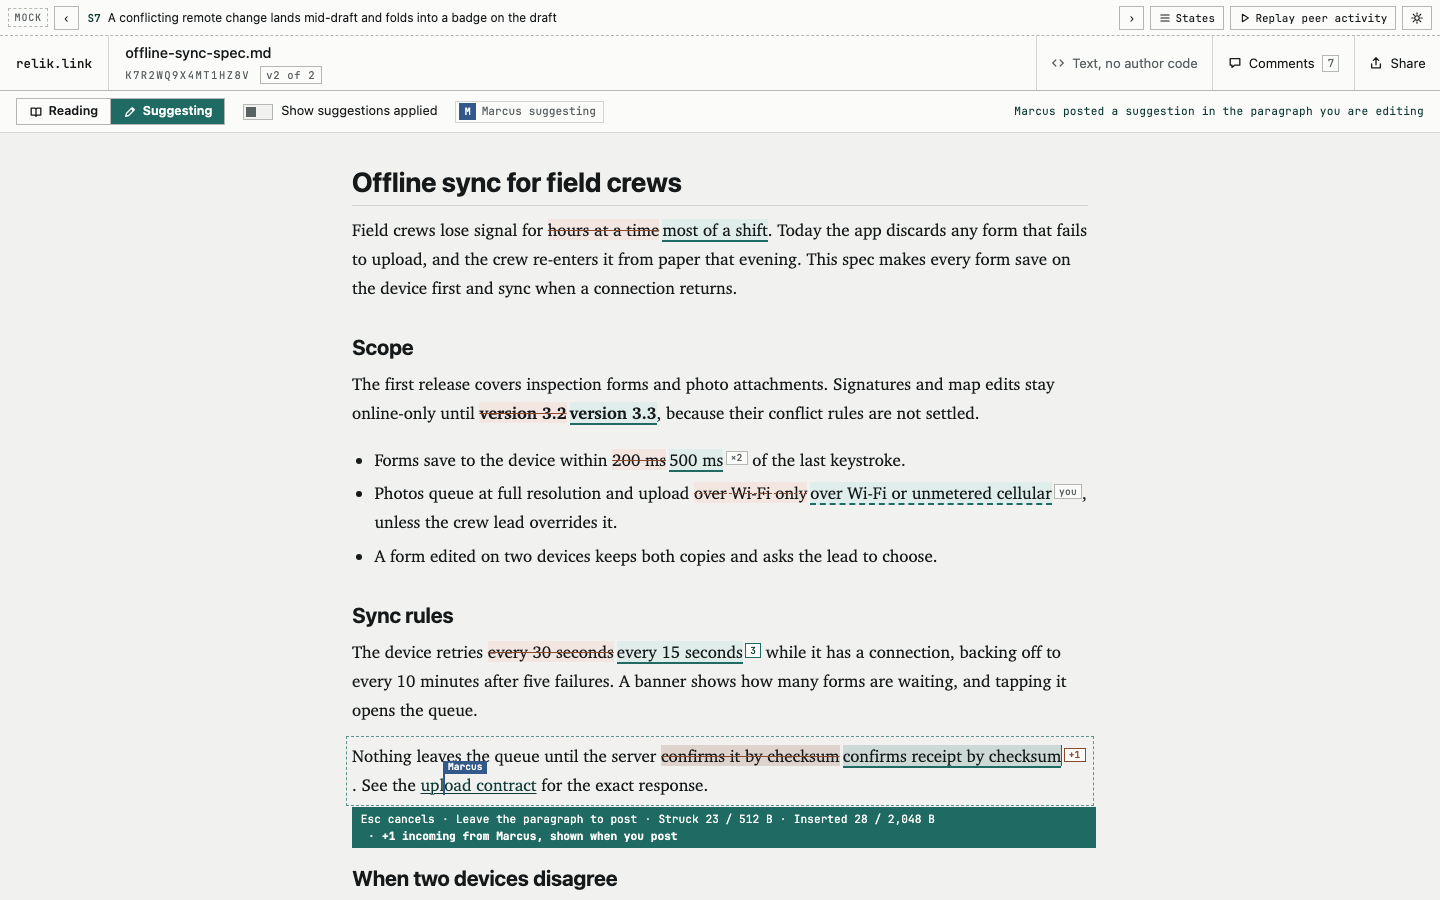 MOCK ‹ S7 A conflicting remote change lands mid-draft and folds into a badge on the draft › States Replay peer activity
relik.link offline-sync-spec.md
K7R2WQ9X4MT1HZ8V v2 of 2 Text, no author code Comments 7 Share
Reading Suggesting Show suggestions applied M Marcus suggesting Marcus posted a suggestion in the paragraph you are editing
Offline sync for field crews
Field crews lose signal for hours at a time most of a shift. Today the app discards any form that fails
to upload, and the crew re-enters it from paper that evening. This spec makes every form save on
the device first and sync when a connection returns.
Scope
The first release covers inspection forms and photo attachments. Signatures and map edits stay
online-only until version 3.2 version 3.3, because their conflict rules are not settled.
• Forms save to the device within 200 ms 500 ms ×2 of the last keystroke.
• Photos queue at full resolution and upload over Wi-Fi only over Wi-Fi or unmetered cellular you ,
unless the crew lead overrides it.
• A form edited on two devices keeps both copies and asks the lead to choose.
Sync rules
The device retries every 30 seconds every 15 seconds 3 while it has a connection, backing off to
every 10 minutes after five failures. A banner shows how many forms are waiting, and tapping it
opens the queue.
Nothing leaves the queue until the server confirms it by checksum confirms receipt by checksum +1
Marcus
. See the upload contract for the exact response.
Esc cancels · Leave the paragraph to post · Struck 23 / 512 B · Inserted 28 / 2,048 B
· +1 incoming from Marcus, shown when you post
When two devices disagree